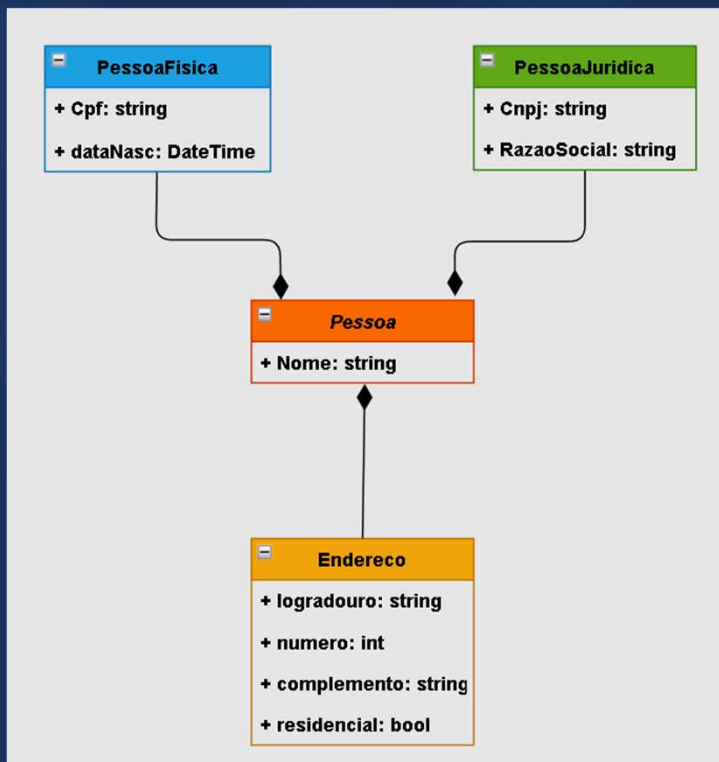 PessoaFisica
+ Cpf: string
+ dataNasc: DateTime
PessoaJuridica
+ Cnpj: string
+ RazaoSocial: string
Pessoa
+ Nome: string
Endereco
+ logradouro: string
+ numero: int
+ complemento: string
+ residencial: bool